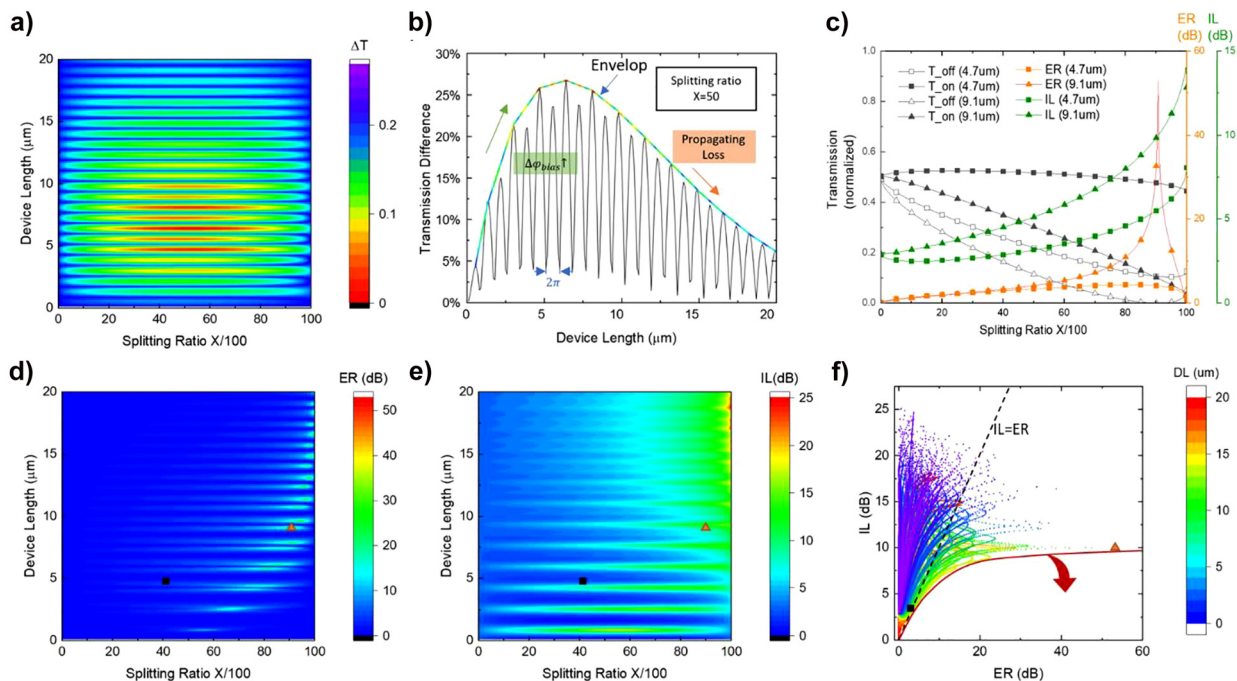 a)
ΔT
20
15
10
5
0
0.2
0.1
0
0 20 40 60 80 100
Device Length (μm)
Splitting Ratio X/100
b)
30%
25%
20%
15%
10%
5%
0%
Transmission Difference
Envelop
Splitting ratio
X=50
Propagating
Loss
Δφbias↑
2π
0 5 10 15 20
Device Length (μm)
c)
ER
(dB)
IL
(dB)
1.0
0.8
0.6
0.4
0.2
0.0
Transmission
(normalized)
T_off (4.7um)
T_on (4.7um)
T_off (9.1um)
T_on (9.1um)
ER (4.7um)
ER (9.1um)
IL (4.7um)
IL (9.1um)
60
40
20
0
15
10
5
0
0 20 40 60 80 100
Splitting Ratio X/100
d)
ER (dB)
20
15
10
5
0
50
40
30
20
10
0
Device Length (μm)
0 20 40 60 80 100
Splitting Ratio X/100
e)
IL(dB)
20
15
10
5
0
25
20
15
10
5
0
Device Length (μm)
0 20 40 60 80 100
Splitting Ratio X/100
f)
DL (um)
25
20
15
10
5
0
IL (dB)
IL=ER
20
15
10
5
0
0 20 40 60
ER (dB)